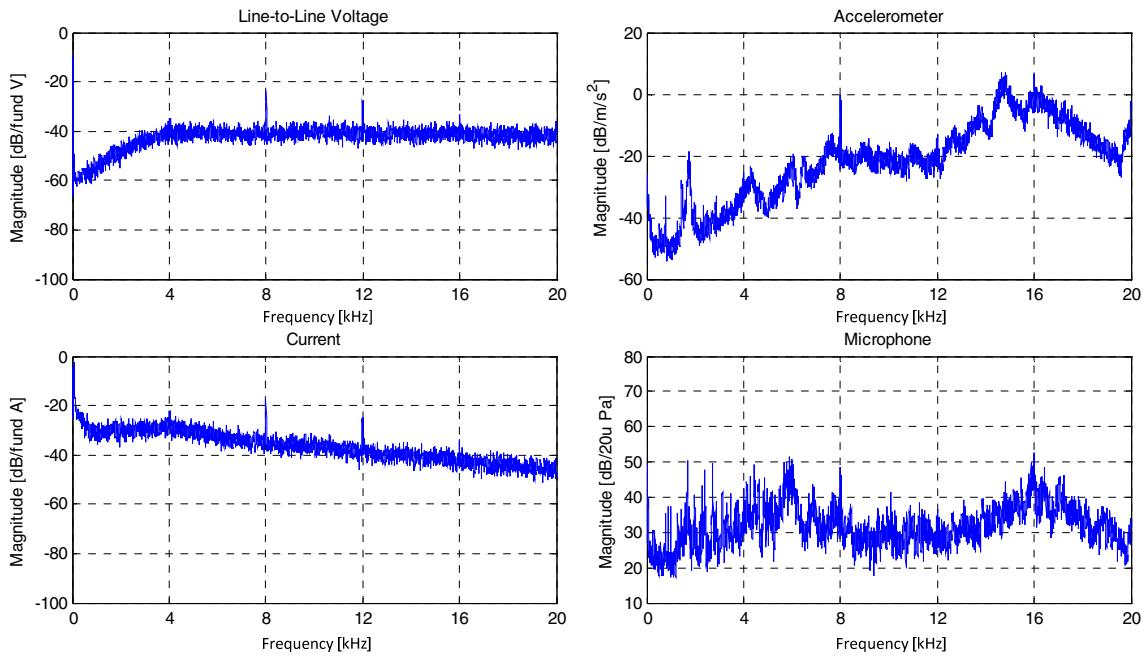 Line-to-Line Voltage
Magnitude [dB/fund V]
0
-20
-40
-60
-80
-100
0 4 8 12 16 20
Frequency [kHz]
Accelerometer
Magnitude [dB/m/s²]
20
0
-20
-40
-60
0 4 8 12 16 20
Frequency [kHz]
Current
Magnitude [dB/fund A]
0
-20
-40
-60
-80
-100
0 4 8 12 16 20
Frequency [kHz]
Microphone
Magnitude [dB/20u Pa]
80
70
60
50
40
30
20
10
0 4 8 12 16 20
Frequency [kHz]